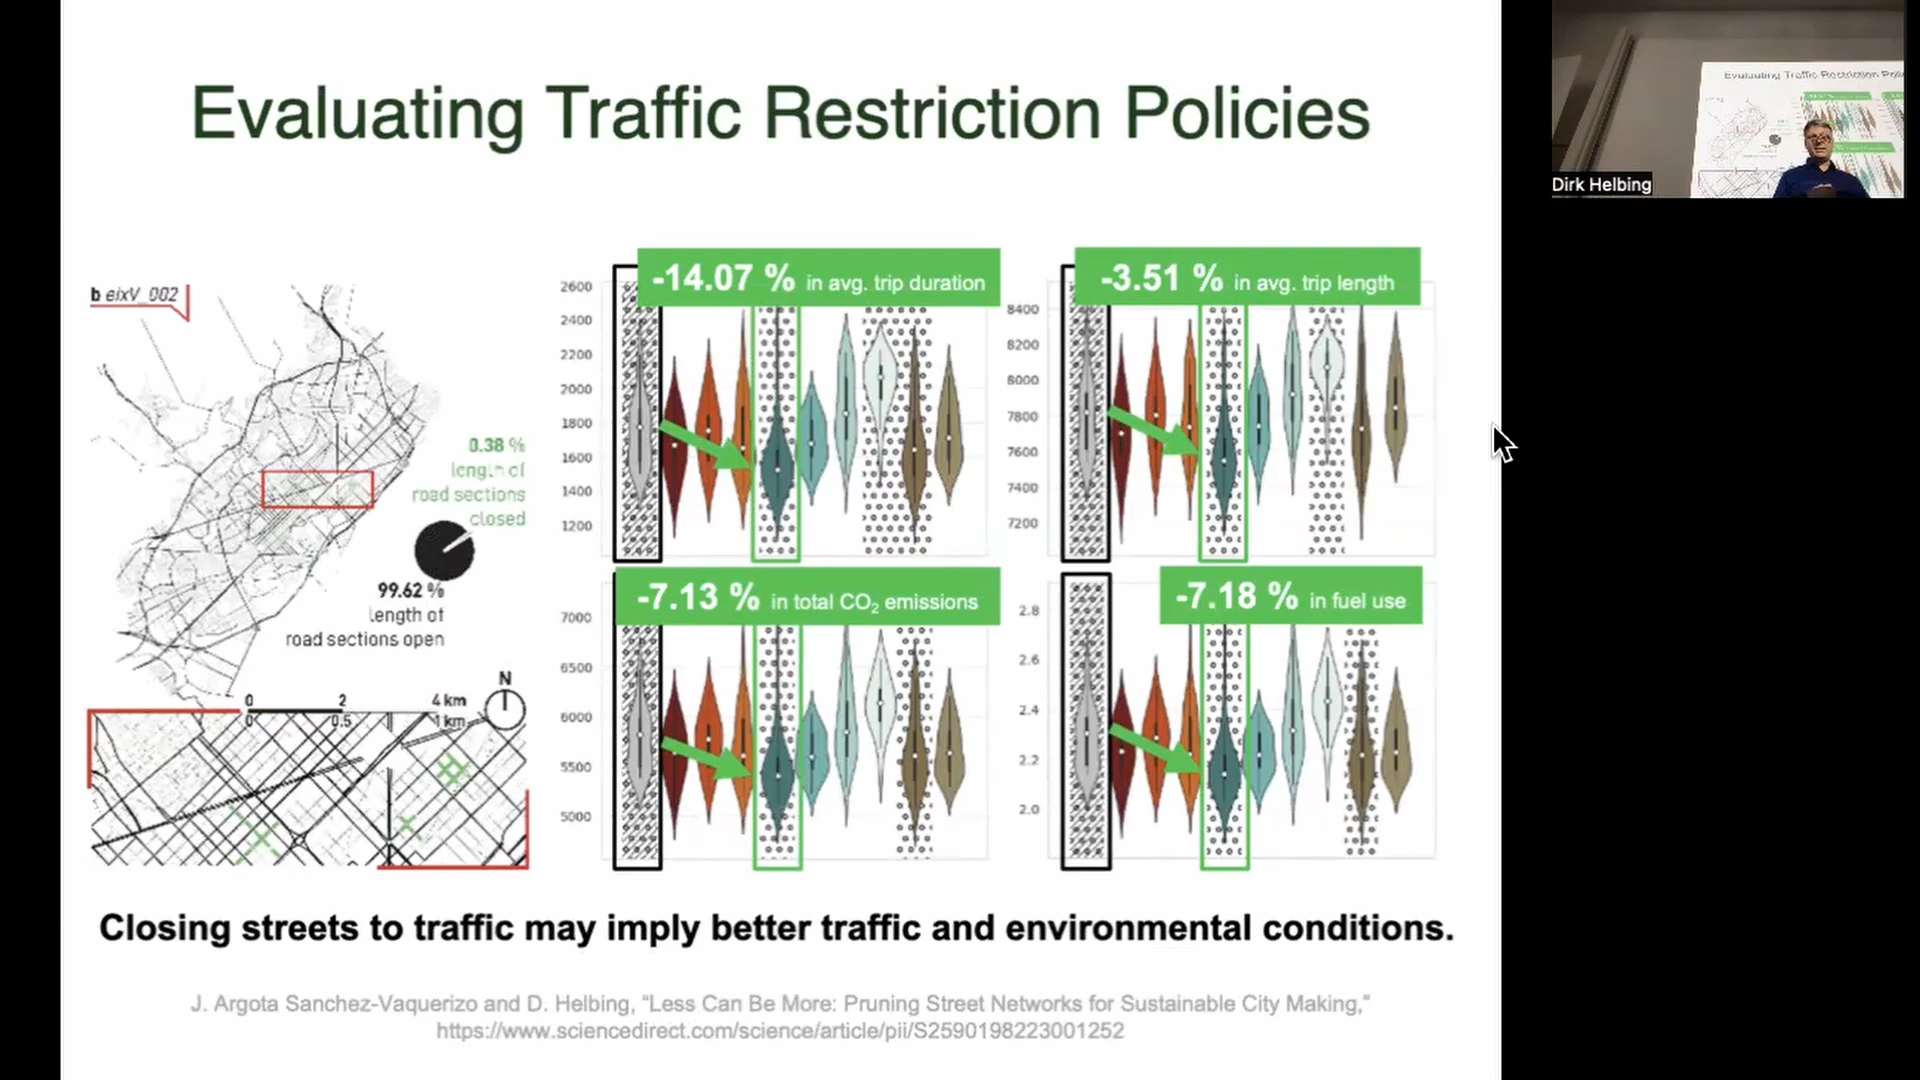 Evaluating Traffic Restriction Policies
Dirk Helbing
b eixV_002
0.38 %
length of
road sections
closed
99.62 %
length of
road sections open
N
0 2 4 km
0 0.5 1 km
-14.07 % in avg. trip duration
2600
2400
2200
2000
1800
1600
1400
1200
-3.51 % in avg. trip length
8400
8200
8000
7800
7600
7400
7200
-7.13 % in total CO2 emissions
7000
6500
6000
5500
5000
-7.18 % in fuel use
2.8
2.6
2.4
2.2
2.0
Closing streets to traffic may imply better traffic and environmental conditions.
J. Argota Sanchez-Vaquerizo and D. Helbing, “Less Can Be More: Pruning Street Networks for Sustainable City Making,”
https://www.sciencedirect.com/science/article/pii/S2590198223001252
Evaluating Traffic Restriction